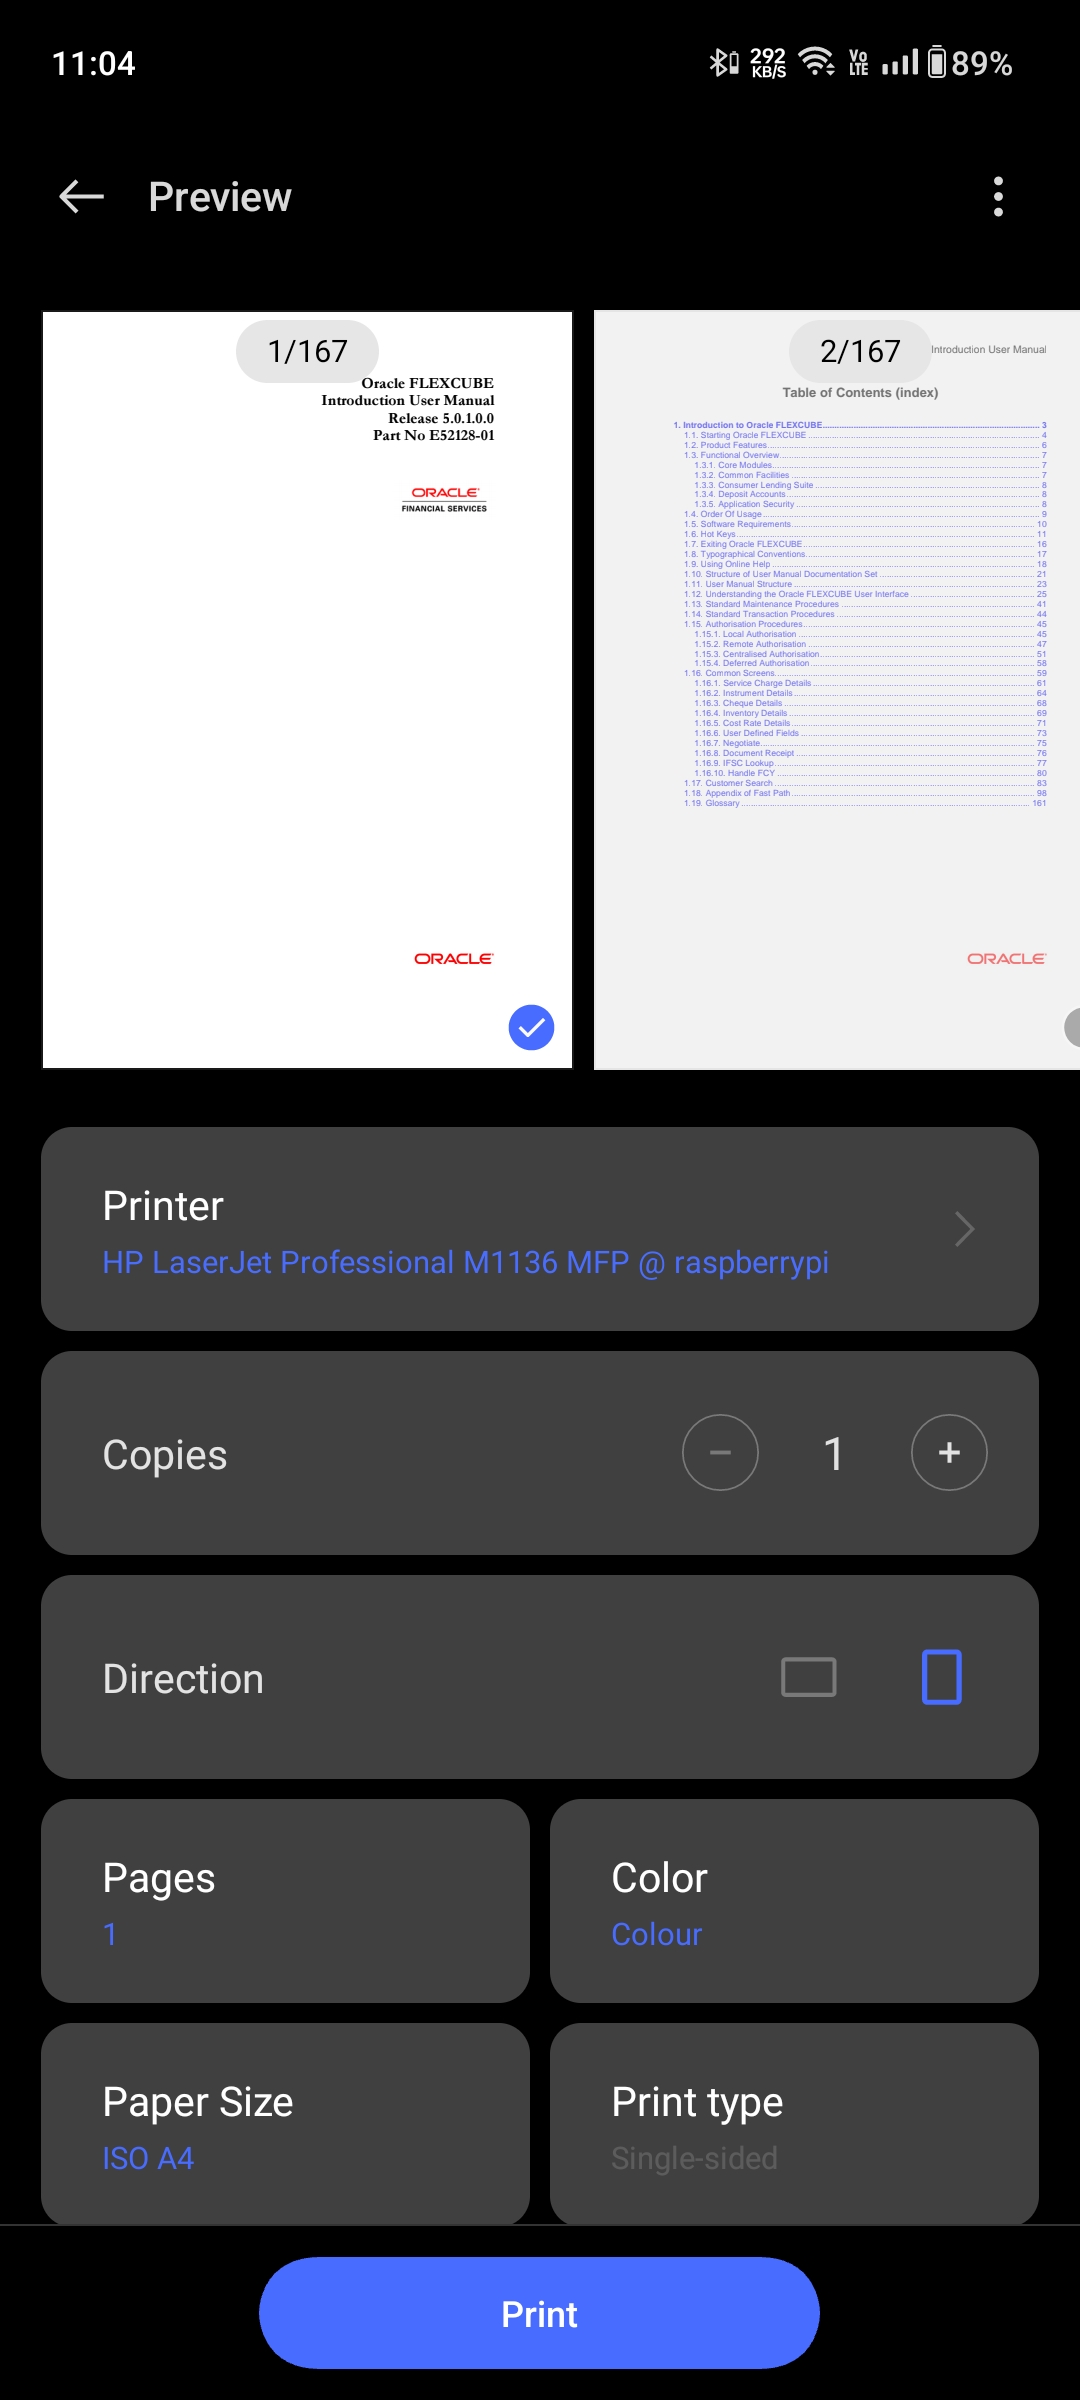 11:04
292
KB/S
Vo
LTE
89%
Preview
1/167
Oracle FLEXCUBE
Introduction User Manual
Release 5.0.1.0.0
Part No E52128-01
ORACLE
FINANCIAL SERVICES
ORACLE
2/167
Introduction User Manual
Table of Contents (index)
1. Introduction to Oracle FLEXCUBE 3
1.1. Starting Oracle FLEXCUBE 4
1.2. Product Features 6
1.3. Functional Overview 7
1.3.1. Core Modules 7
1.3.2. Common Facilities 7
1.3.3. Consumer Lending Suite 8
1.3.4. Deposit Accounts 8
1.3.5. Application Security 8
1.4. Order Of Usage 9
1.5. Software Requirements 10
1.6. Hot Keys 11
1.7. Exiting Oracle FLEXCUBE 16
1.8. Typographical Conventions 17
1.9. Using Online Help 18
1.10. Structure of User Manual Documentation Set 21
1.11. User Manual Structure 23
1.12. Understanding the Oracle FLEXCUBE User Interface 25
1.13. Standard Maintenance Procedures 41
1.14. Standard Transaction Procedures 44
1.15. Authorisation Procedures 45
1.15.1. Local Authorisation 45
1.15.2. Remote Authorisation 47
1.15.3. Centralised Authorisation 51
1.15.4. Deferred Authorisation 58
1.16. Common Screens 59
1.16.1. Service Charge Details 61
1.16.2. Instrument Details 64
1.16.3. Cheque Details 68
1.16.4. Inventory Details 69
1.16.5. Cost Rate Details 71
1.16.6. User Defined Fields 73
1.16.7. Negotiate 75
1.16.8. Document Receipt 76
1.16.9. IFSC Lookup 77
1.16.10. Handle FCY 80
1.17. Customer Search 83
1.18. Appendix of Fast Path 98
1.19. Glossary 161
ORACLE
Printer
HP LaserJet Professional M1136 MFP @ raspberrypi
Copies
1
Direction
Pages
1
Color
Colour
Paper Size
ISO A4
Print type
Single-sided
Print